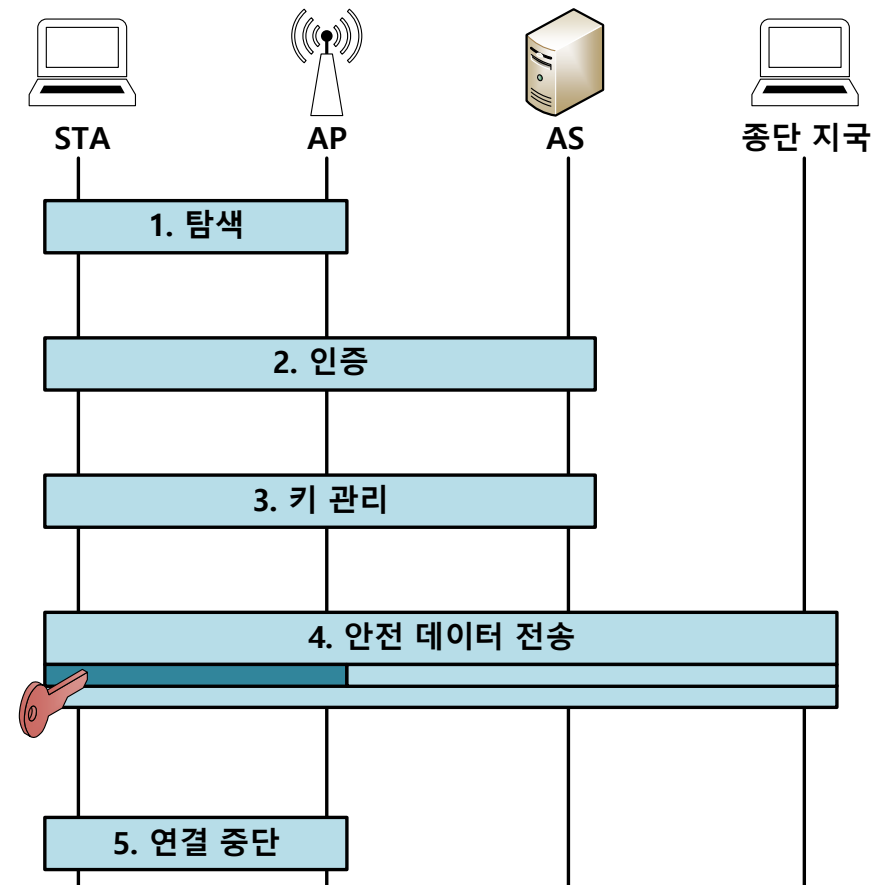 STA
AP
AS
종단 지국
1. 탐색
2. 인증
3. 키 관리
4. 안전 데이터 전송
5. 연결 중단